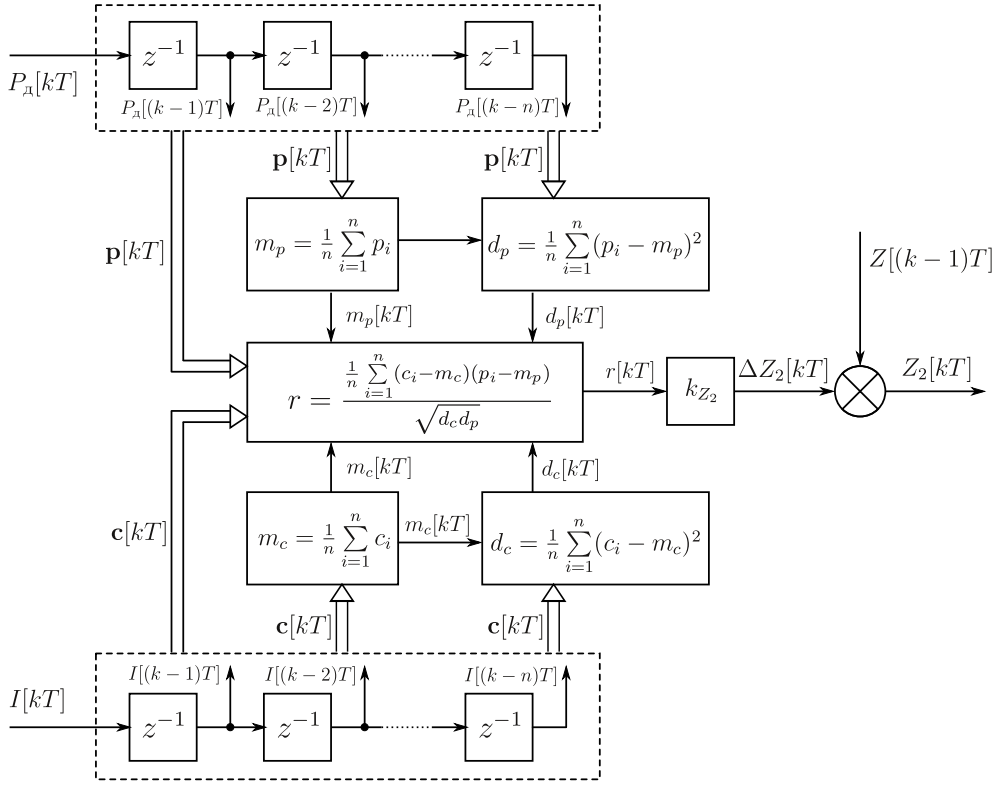 z⁻¹ z⁻¹ z⁻¹
P_д[kT]
P_д[(k−1)T] P_д[(k−2)T] P_д[(k−n)T]
p[kT] p[kT]
p[kT]
m_p = 1/n ∑_{i=1}^{n} p_i
d_p = 1/n ∑_{i=1}^{n} (p_i − m_p)²
Z[(k−1)T]
m_p[kT] d_p[kT]
r = (1/n ∑_{i=1}^{n} (c_i−m_c)(p_i−m_p)) / √(d_c d_p)
r[kT]
k_{Z₂}
ΔZ₂[kT]
Z₂[kT]
m_c[kT] d_c[kT]
c[kT]
m_c = 1/n ∑_{i=1}^{n} c_i
m_c[kT]
d_c = 1/n ∑_{i=1}^{n} (c_i − m_c)²
c[kT] c[kT]
I[(k−1)T] I[(k−2)T] I[(k−n)T]
I[kT]
z⁻¹ z⁻¹ z⁻¹